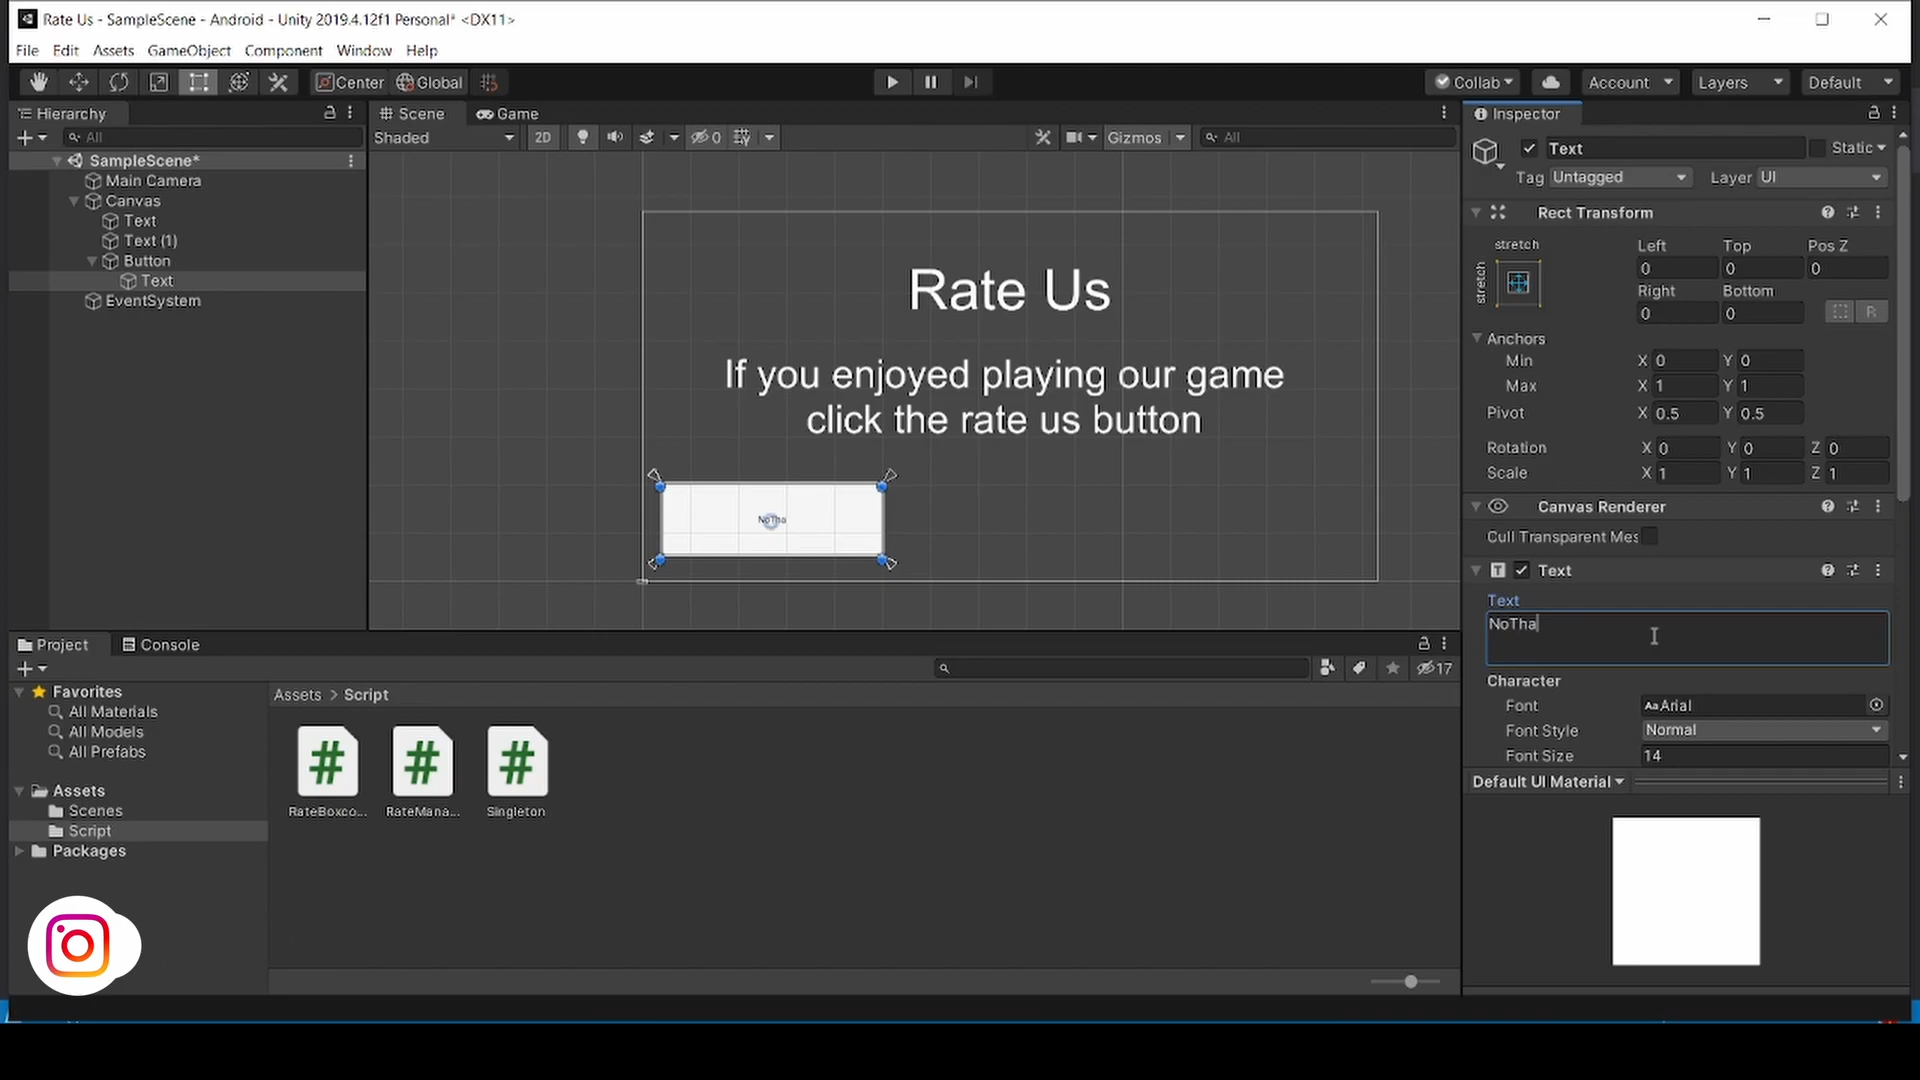 Rate Us - SampleScene - Android - Unity 2019.4.12f1 Personal* <DX11>
File Edit Assets GameObject Component Window Help
Center Global Collab Account Layers Default
Hierarchy
All
SampleScene*
Main Camera
Canvas
Text
Text (1)
Button
Text
EventSystem
Scene Game
Shaded 2D 0 Gizmos All
Rate Us
If you enjoyed playing our game
click the rate us button
NoTha
Inspector
Text Static
Tag Untagged Layer UI
Rect Transform
stretch Left Top Pos Z
stretch 0 0 0
Right Bottom
0 0 R
Anchors
Min X 0 Y 0
Max X 1 Y 1
Pivot X 0.5 Y 0.5
Rotation X 0 Y 0 Z 0
Scale X 1 Y 1 Z 1
Canvas Renderer
Cull Transparent Mes
T Text
Text
NoTha
Character
Font Aa Arial
Font Style Normal
Font Size 14
Default UI Material
Project Console
17
Favorites
All Materials
All Models
All Prefabs
Assets
Scenes
Script
Packages
Assets > Script
# # #
RateBoxco... RateMana... Singleton